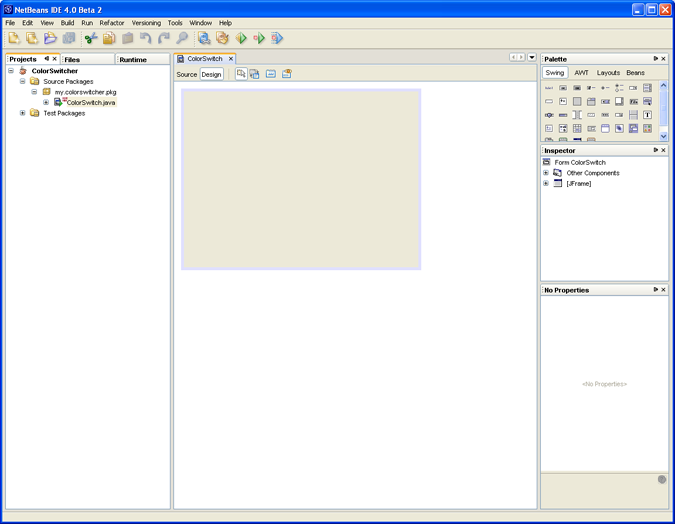 NetBeans IDE 4.0 Beta 2
File Edit View Build Run Refactor Versioning Tools Window Help
Projects Files Runtime
ColorSwitcher
Source Packages
my.colorswitcher.pkg
ColorSwitch.java
Test Packages
ColorSwitch
Source Design
Palette
Swing AWT Layouts Beans
Inspector
Form ColorSwitch
Other Components
[JFrame]
No Properties
<No Properties>